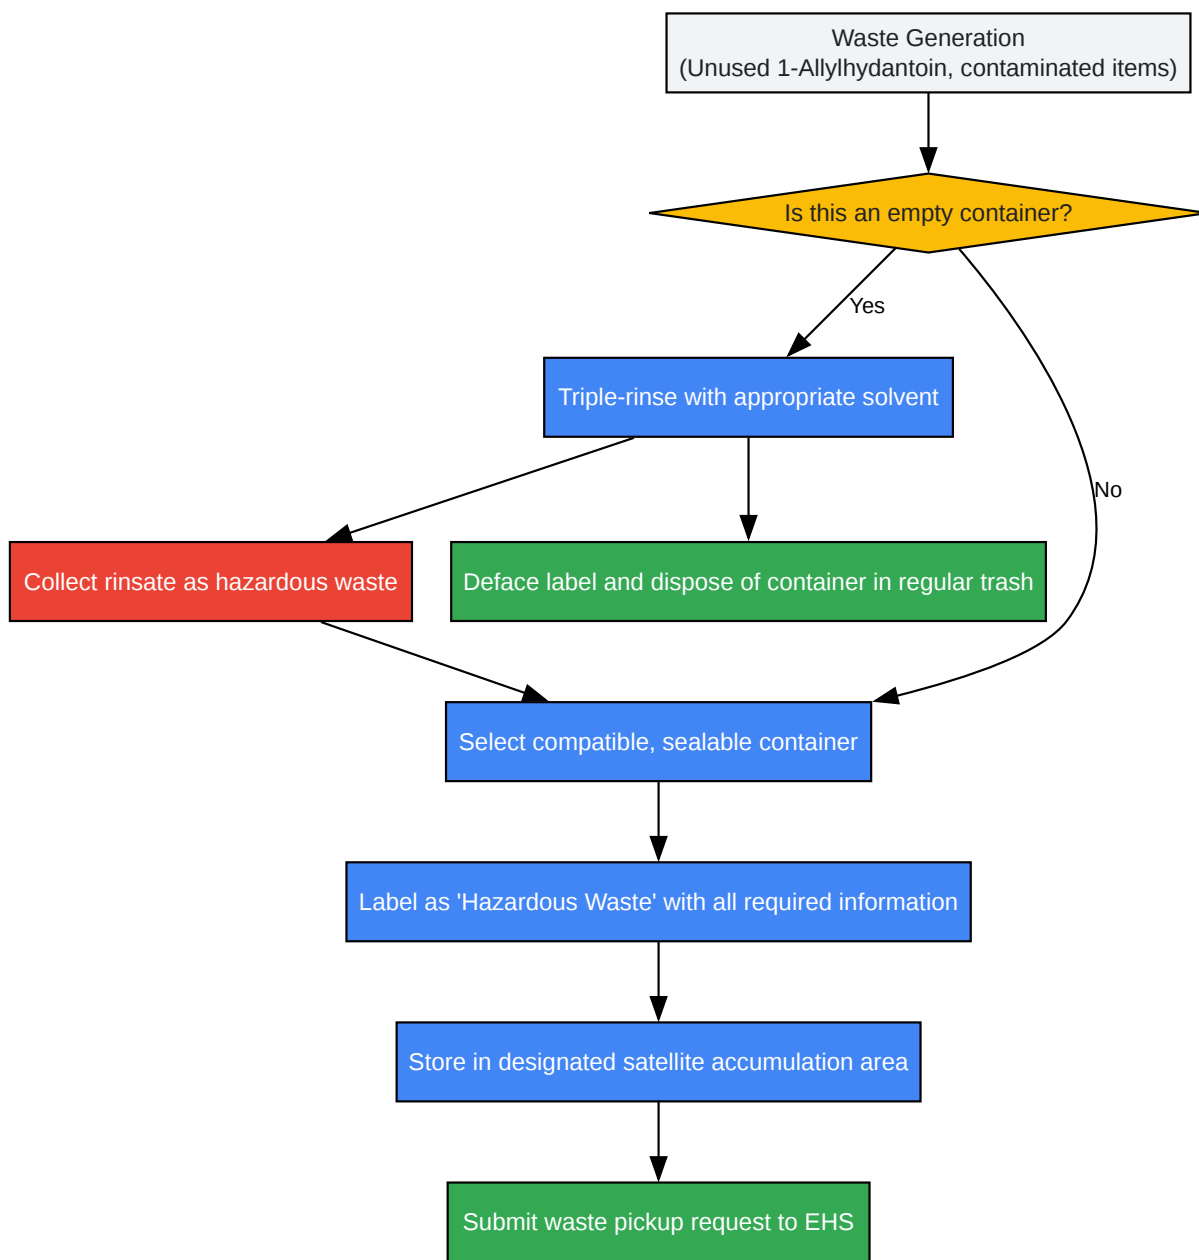 Waste Generation
(Unused 1-Allylhydantoin, contaminated items)
Is this an empty container?
Yes
Triple-rinse with appropriate solvent
No
Collect rinsate as hazardous waste
Deface label and dispose of container in regular trash
Select compatible, sealable container
Label as 'Hazardous Waste' with all required information
Store in designated satellite accumulation area
Submit waste pickup request to EHS